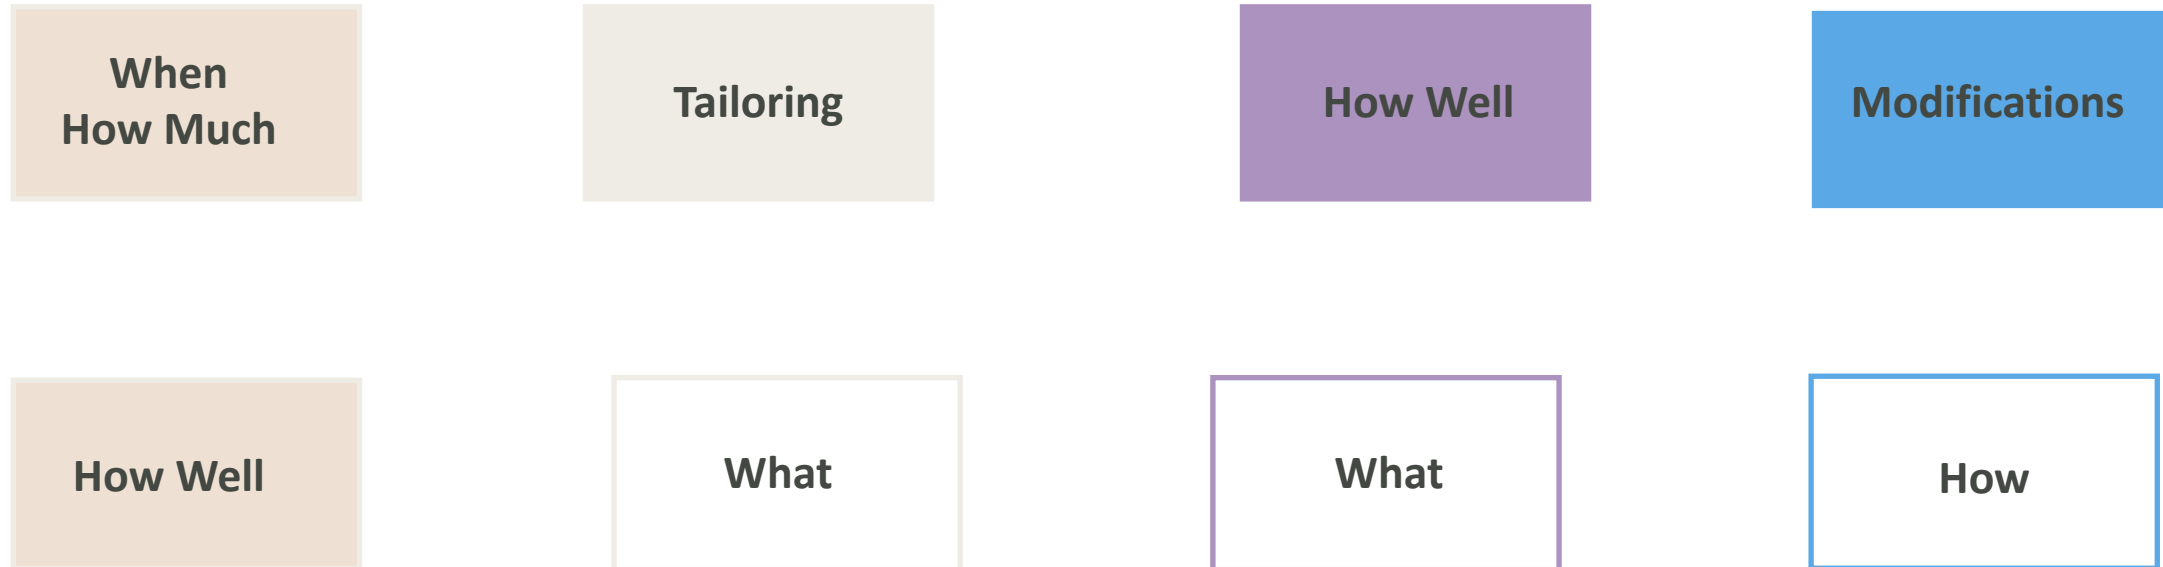 When
How Much
Tailoring
How Well
Modifications
How Well
What
What
How